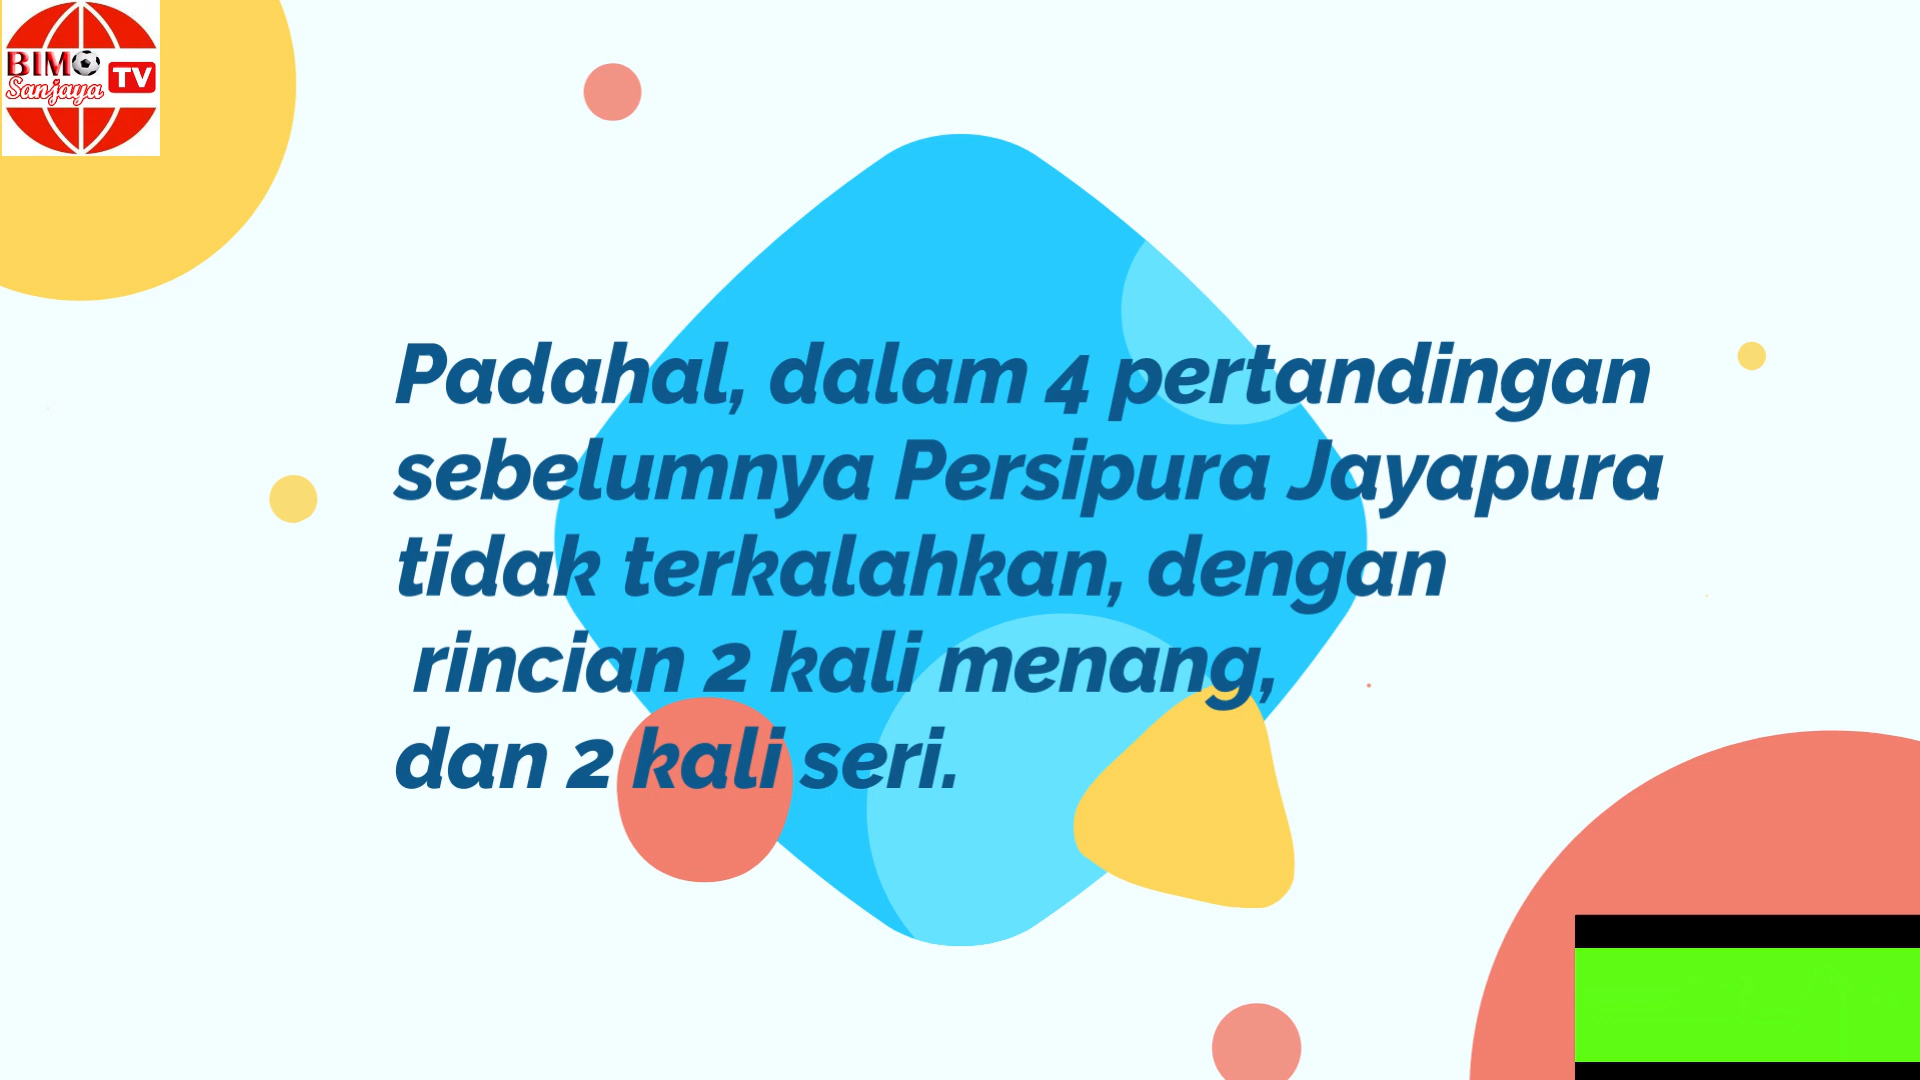 BIMO
Sanjaya
TV
Padahal, dalam 4 pertandingan
sebelumnya Persipura Jayapura
tidak terkalahkan, dengan
rincian 2 kali menang,
dan 2 kali seri.